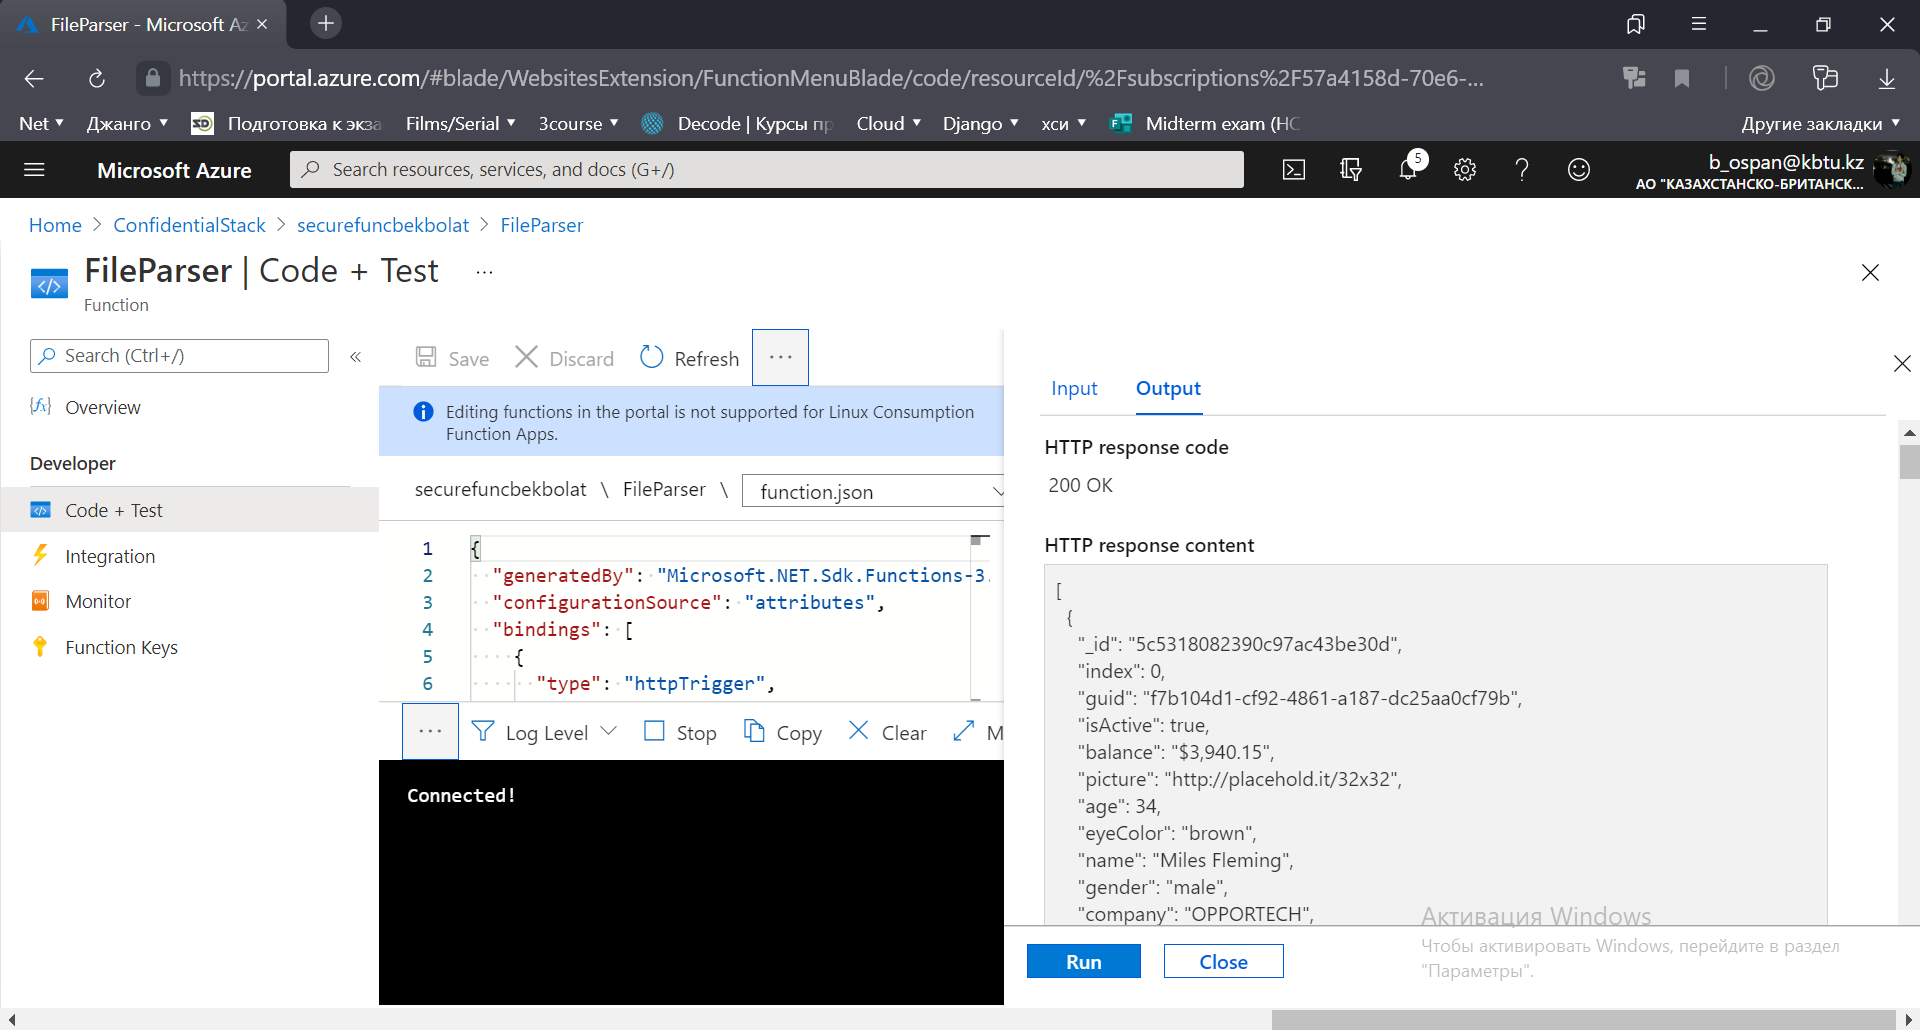 FileParser - Microsoft Az
https://portal.azure.com/#blade/WebsitesExtension/FunctionMenuBlade/code/resourceId/%2Fsubscriptions%2F57a4158d-70e6-...
Net Джанго SD Подготовка к экза Films/Serial 3course Decode | Курсы пр Cloud Django хси Midterm exam (HC Другие закладки
Microsoft Azure
Search resources, services, and docs (G+/)
5
b_ospan@kbtu.kz
АО "КАЗАХСТАНСКО-БРИТАНСК...
Home > ConfidentialStack > securefuncbekbolat > FileParser
FileParser | Code + Test ...
Function
Search (Ctrl+/) «
Overview
Developer
Code + Test
Integration
Monitor
Function Keys
Save Discard Refresh ...
Editing functions in the portal is not supported for Linux Consumption
Function Apps.
securefuncbekbolat \ FileParser \ function.json
1 {
2 "generatedBy": "Microsoft.NET.Sdk.Functions-3.
3 "configurationSource": "attributes",
4 "bindings": [
5 {
6 "type": "httpTrigger",
... Log Level Stop Copy Clear M
Connected!
Input Output
HTTP response code
200 OK
HTTP response content
[
{
"_id": "5c5318082390c97ac43be30d",
"index": 0,
"guid": "f7b104d1-cf92-4861-a187-dc25aa0cf79b",
"isActive": true,
"balance": "$3,940.15",
"picture": "http://placehold.it/32x32",
"age": 34,
"eyeColor": "brown",
"name": "Miles Fleming",
"gender": "male",
"company": "OPPORTECH",
Run Close
Активация Windows
Чтобы активировать Windows, перейдите в раздел
"Параметры".